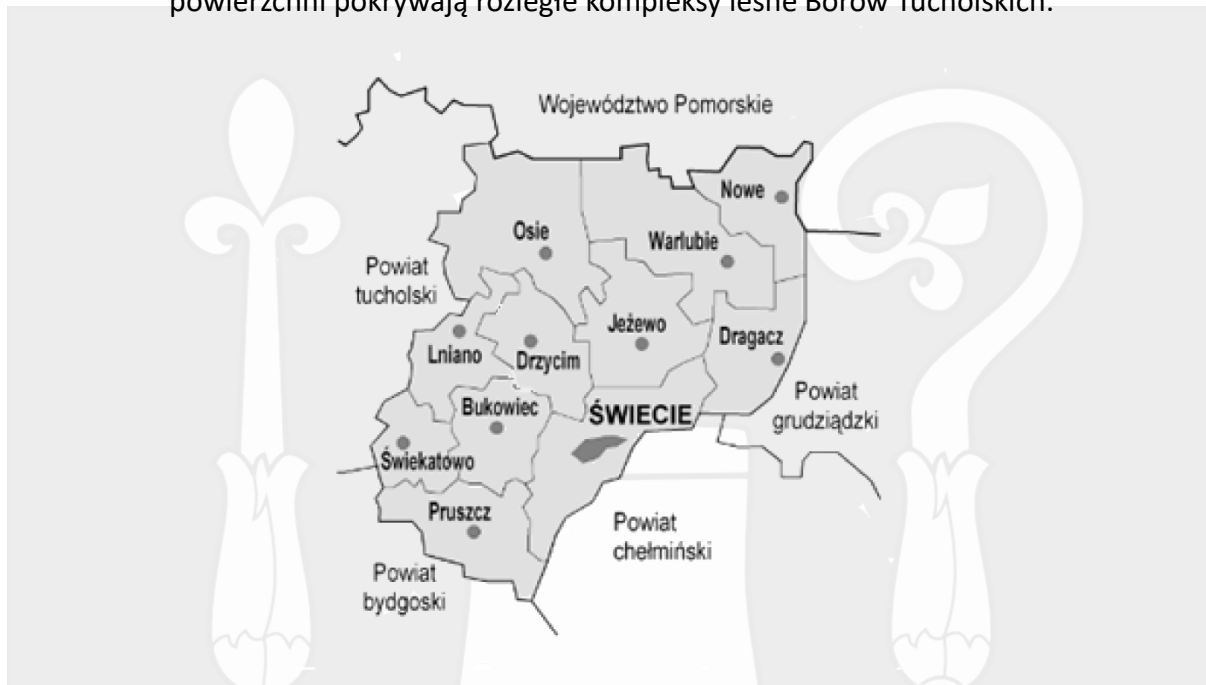 powierzchni pokrywają rozległe kompleksy leśne Borów Tucholskich.
Województwo Pomorskie
Nowe
Osie
Warlubie
Powiat
tucholski
Jeżewo
Dragacz
Lniano
Drzycim
Powiat
grudziądzki
Bukowiec
ŚWIECIE
Świekatowo
Pruszcz
Powiat
chełmiński
Powiat
bydgoski